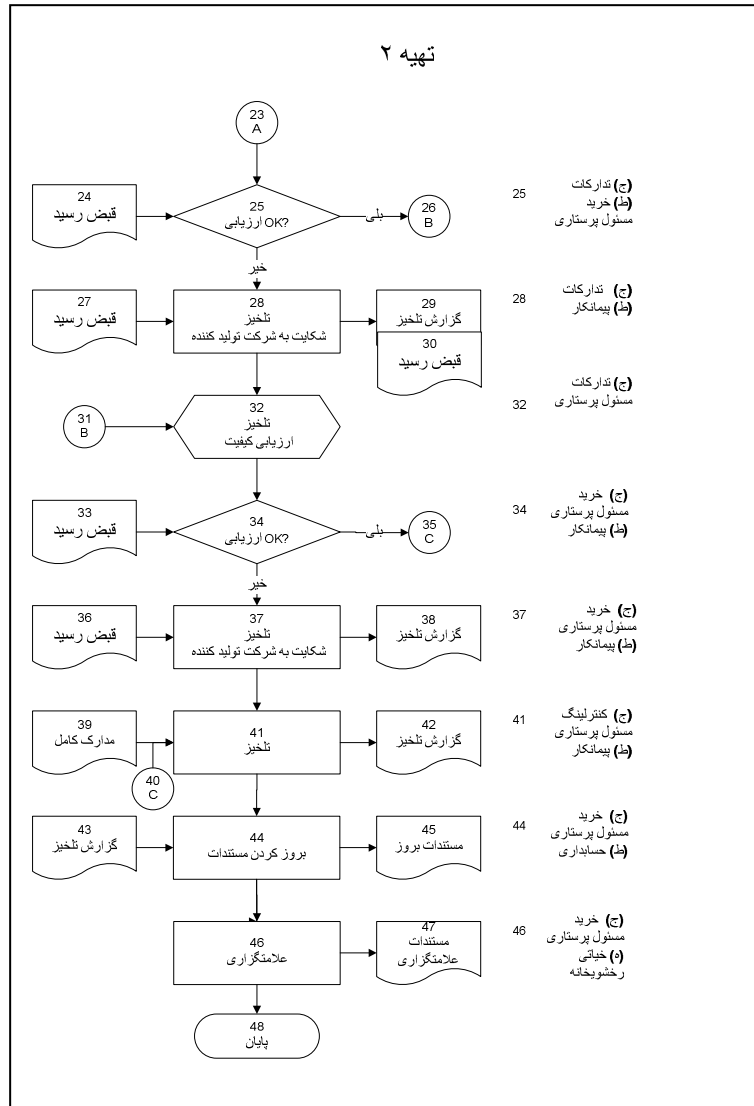 تهیه ۲
23
A
24
قبض رسید
25
ارزیابی OK?
بلی
26
B
25
(ج) تدارکات
(ط) خرید
مسئول پرستاری
خیر
27
قبض رسید
28
تلخیز
شکایت به شرکت تولید کننده
29
گزارش تلخیز
30
قبض رسید
28
(ج) تدارکات
(ط) پیمانکار
31
B
32
تلخیز
ارزیابی کیفیت
32
(ج) تدارکات
مسئول پرستاری
33
قبض رسید
34
ارزیابی OK?
بلی
35
C
34
(ج) خرید
مسئول پرستاری
(ط) پیمانکار
خیر
36
قبض رسید
37
تلخیز
شکایت به شرکت تولید کننده
38
گزارش تلخیز
37
(ج) خرید
مسئول پرستاری
(ط) پیمانکار
39
مدارک کامل
40
C
41
تلخیز
42
گزارش تلخیز
41
(ج) کنترلینگ
مسئول پرستاری
(ط) پیمانکار
43
گزارش تلخیز
44
بروز کردن مستندات
45
مستندات بروز
44
(ج) خرید
مسئول پرستاری
(ط) حسابداری
46
علامتگزاری
47
مستندات
علامتگزاری
46
(ج) خرید
مسئول پرستاری
(ه) خیاتی
رخشویخانه
48
پایان